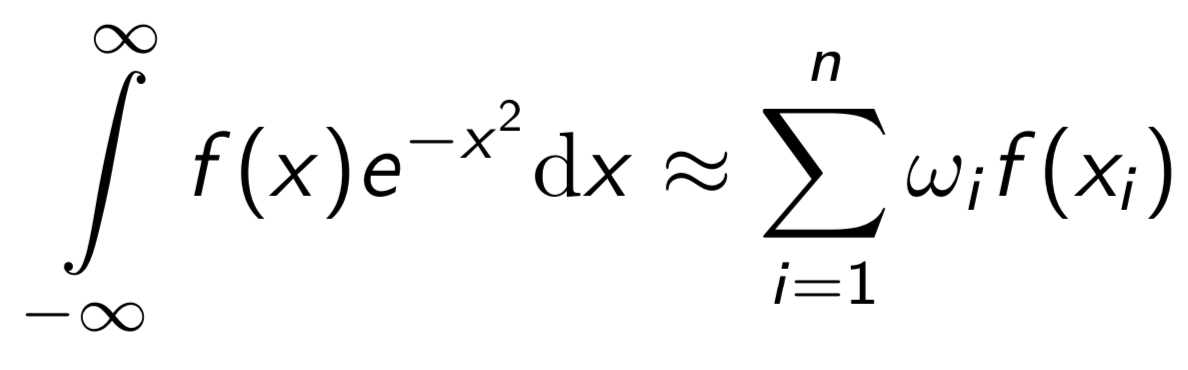 ∫_{-∞}^{∞} f(x)e^{-x^2}dx ≈ ∑_{i=1}^{n} ω_i f(x_i)